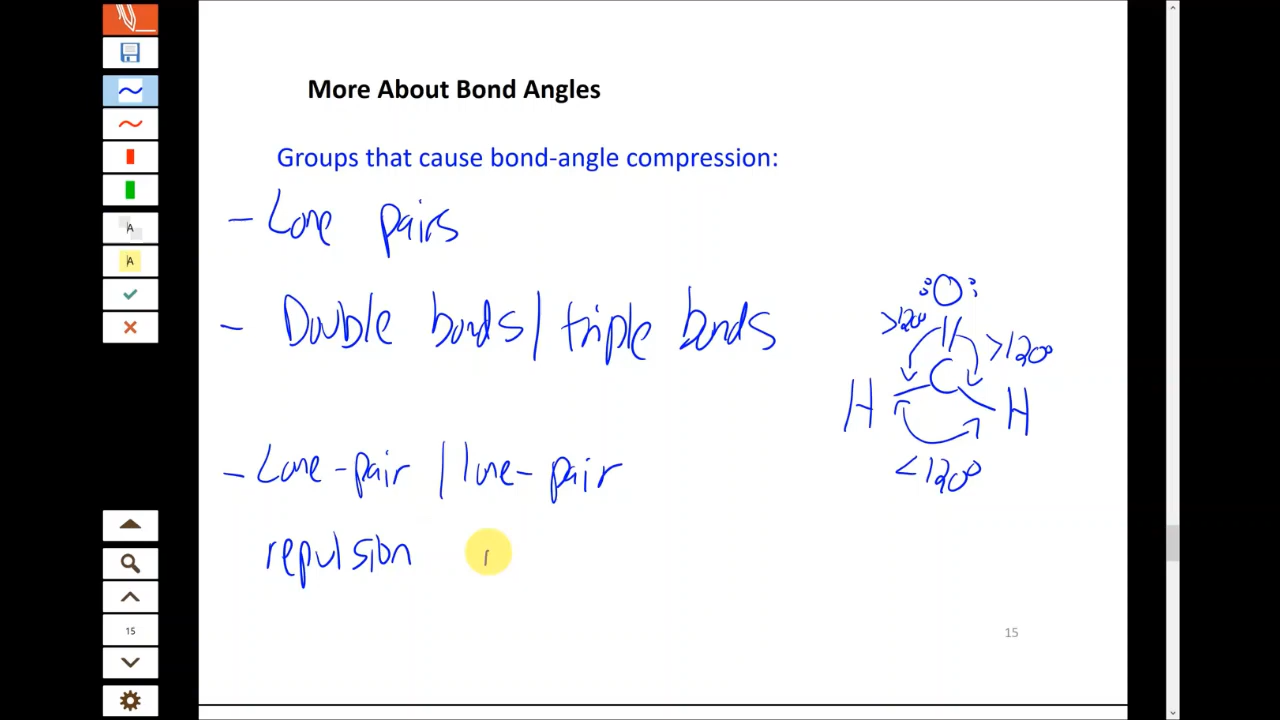 More About Bond Angles
Groups that cause bond-angle compression:
- Lone pairs
- Double bonds / triple bonds
:O:
>120°
>120°
C
H
H
<120°
- Lone-pair / lone-pair
repulsion
15
A
A
15